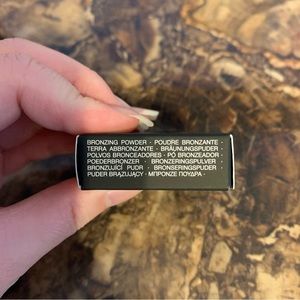 BRONZING POWDER · POUDRE BRONZANTE ·
TERRA ABBRONZANTE · BRÄUNUNGSPUDER ·
POLVOS BRONCEADORES · PÓ BRONZEADOR ·
POEDERBRONZER · BRONZERINGSPULVER ·
BRONZUJÍCÍ PUDR · BRONSERINGSPUDER ·
PUDER BRĄZUJĄCY · ΜΠΡΟΝΖΕ ΠΟΥΔΡΑ ·